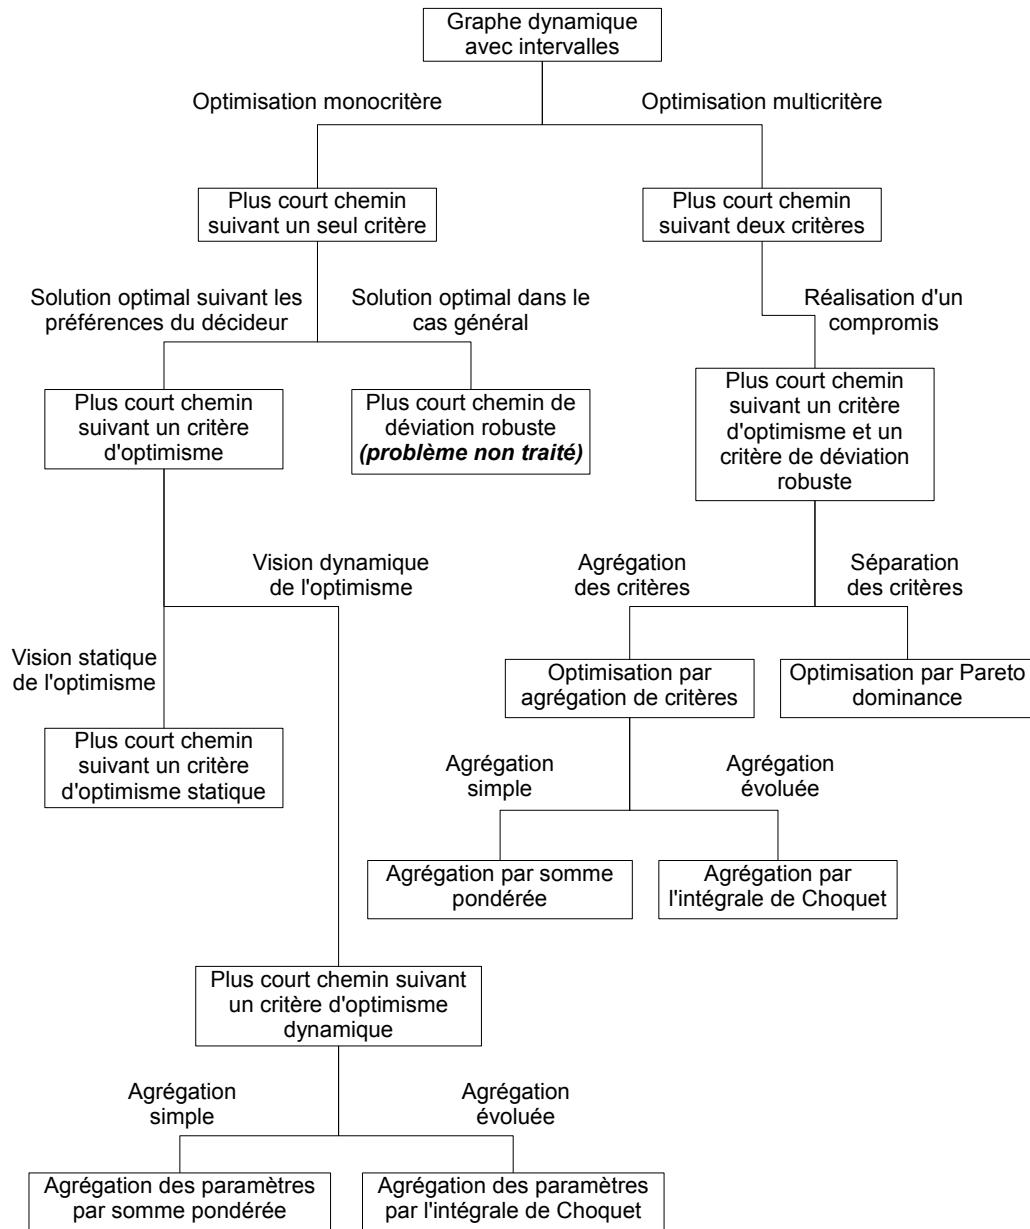 Graphe dynamique
avec intervalles
Optimisation monocritère
Optimisation multicritère
Plus court chemin
suivant un seul critère
Plus court chemin
suivant deux critères
Solution optimal suivant les
préférences du décideur
Solution optimal dans le
cas général
Réalisation d'un
compromis
Plus court chemin
suivant un critère
d'optimisme
Plus court chemin de
déviation robuste
(problème non traité)
Plus court chemin
suivant un critère
d'optimisme et un
critère de déviation
robuste
Vision dynamique
de l'optimisme
Agrégation
des critères
Séparation
des critères
Vision statique
de l'optimisme
Optimisation par
agrégation de critères
Optimisation par Pareto
dominance
Plus court chemin
suivant un critère
d'optimisme statique
Agrégation
simple
Agrégation
évoluée
Agrégation par somme
pondérée
Agrégation par
l'intégrale de Choquet
Plus court chemin suivant
un critère d'optimisme
dynamique
Agrégation
simple
Agrégation
évoluée
Agrégation des paramètres
par somme pondérée
Agrégation des paramètres
par l'intégrale de Choquet